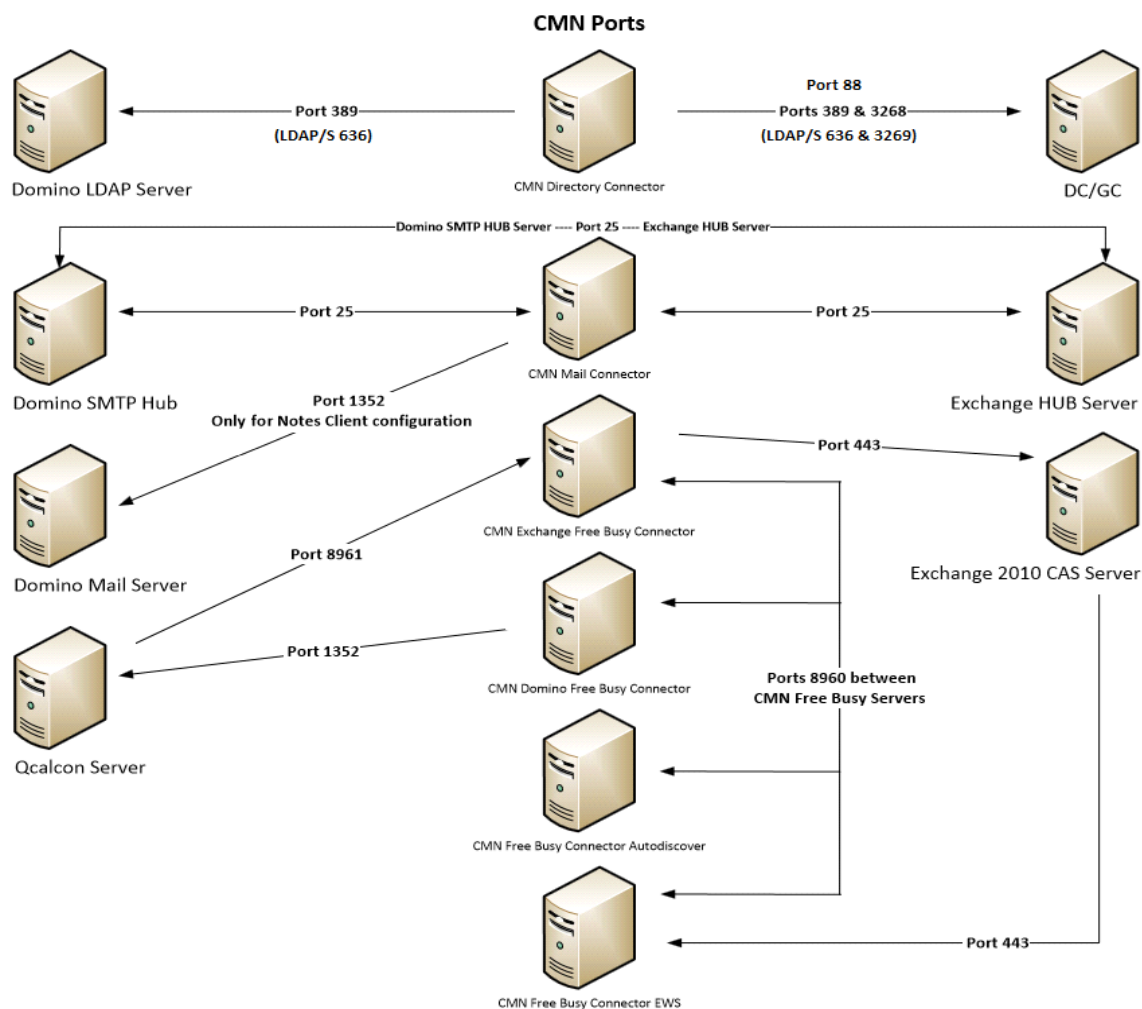 CMN Ports
Port 88
Port 389
Ports 389 & 3268
(LDAP/S 636)
(LDAP/S 636 & 3269)
Domino LDAP Server
CMN Directory Connector
DC/GC
Domino SMTP HUB Server ---- Port 25 ---- Exchange HUB Server
Port 25
Port 25
CMN Mail Connector
Domino SMTP Hub
Exchange HUB Server
Port 1352
Only for Notes Client configuration
Port 443
CMN Exchange Free Busy Connector
Port 8961
Domino Mail Server
Exchange 2010 CAS Server
Port 1352
CMN Domino Free Busy Connector
Ports 8960 between
CMN Free Busy Servers
Qcalcon Server
CMN Free Busy Connector Autodiscover
Port 443
CMN Free Busy Connector EWS